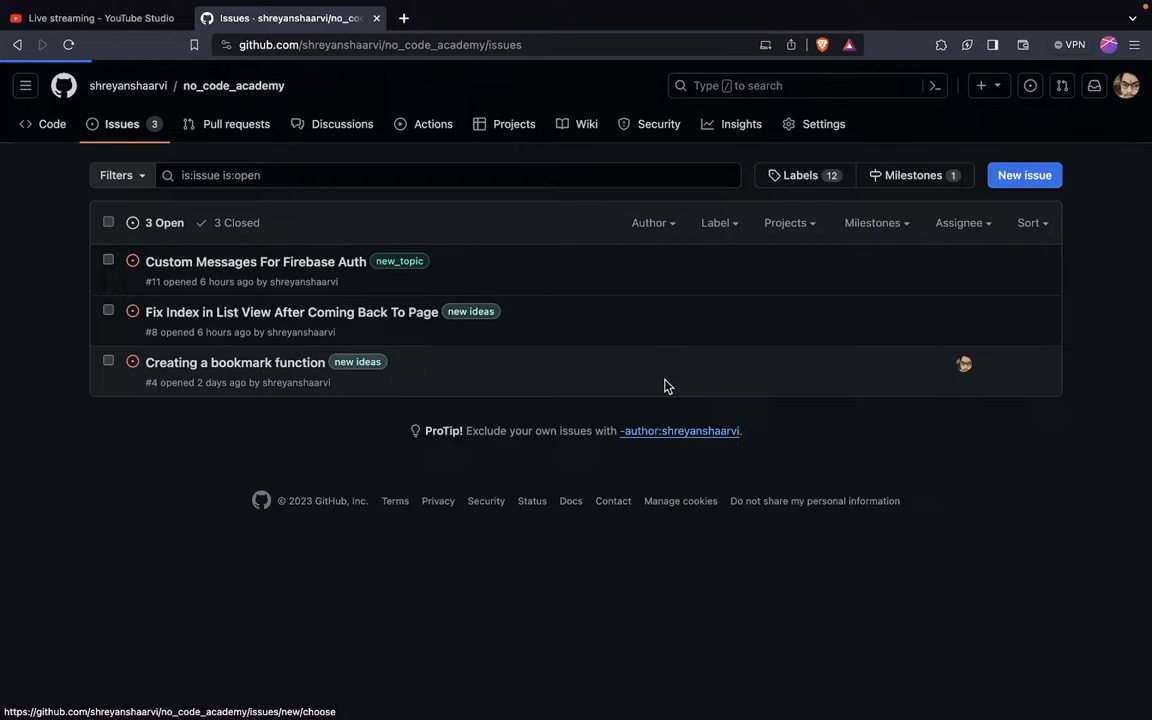 Live streaming - YouTube Studio
Issues · shreyanshaarvi/no_co
github.com/shreyanshaarvi/no_code_academy/issues
VPN
shreyanshaarvi / no_code_academy
Type / to search
Code
Issues 3
Pull requests
Discussions
Actions
Projects
Wiki
Security
Insights
Settings
Filters
is:issue is:open
Labels 12
Milestones 1
New issue
3 Open
3 Closed
Author
Label
Projects
Milestones
Assignee
Sort
Custom Messages For Firebase Auth new_topic
#11 opened 6 hours ago by shreyanshaarvi
Fix Index in List View After Coming Back To Page new ideas
#8 opened 6 hours ago by shreyanshaarvi
Creating a bookmark function new ideas
#4 opened 2 days ago by shreyanshaarvi
ProTip! Exclude your own issues with -author:shreyanshaarvi.
© 2023 GitHub, Inc. Terms Privacy Security Status Docs Contact Manage cookies Do not share my personal information
https://github.com/shreyanshaarvi/no_code_academy/issues/new/choose